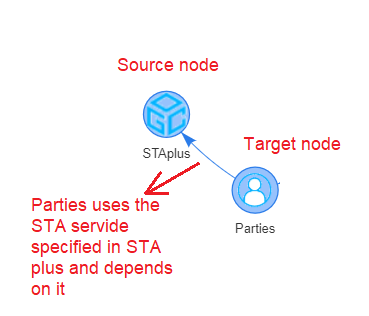 Source node
OGC
STAplus
Target node
Parties
Parties uses the
STA servide
specified in STA
plus and depends
on it